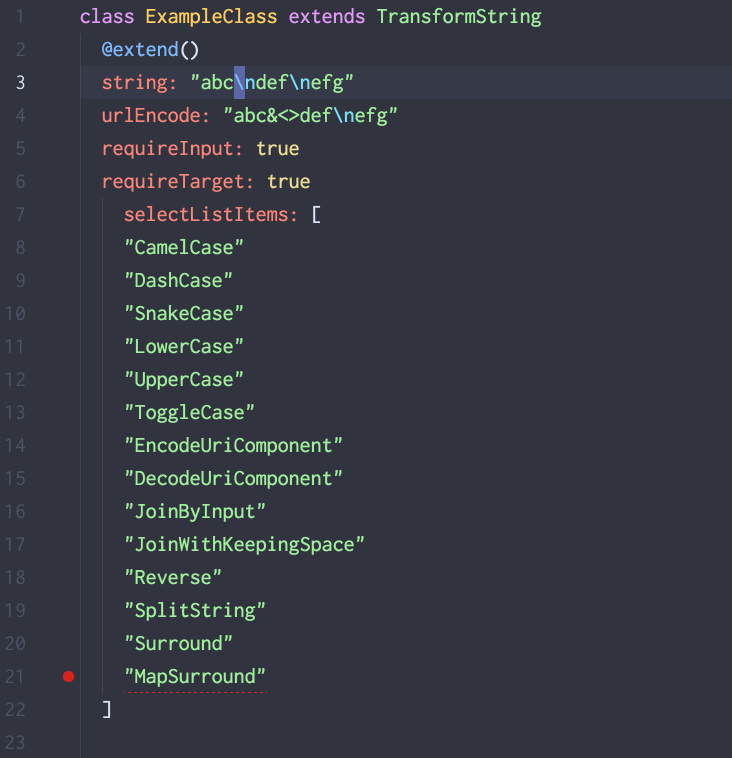 1 class ExampleClass extends TransformString
2 @extend()
3 string: "abc\ndef\nefg"
4 urlEncode: "abc&<>def\nefg"
5 requireInput: true
6 requireTarget: true
7 selectListItems: [
8 "CamelCase"
9 "DashCase"
10 "SnakeCase"
11 "LowerCase"
12 "UpperCase"
13 "ToggleCase"
14 "EncodeUriComponent"
15 "DecodeUriComponent"
16 "JoinByInput"
17 "JoinWithKeepingSpace"
18 "Reverse"
19 "SplitString"
20 "Surround"
21 "MapSurround"
22 ]
23